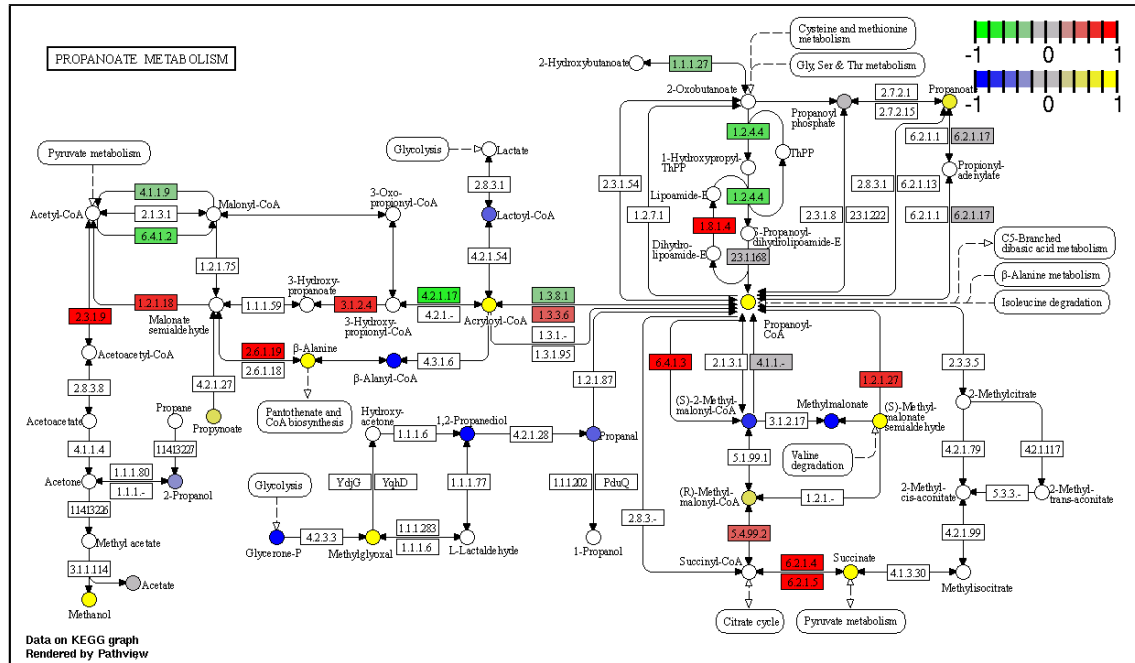 PROPANOATE METABOLISM
Cysteine and methionine
metabolism
Gly, Ser & Thr metabolism
-1 0 1
-1 0 1
2-Hydroxybutanoate
1.1.1.27
2-Oxobutanoate
Propanoyl
phosphate
2.7.2.1
2.7.2.15
Propanoate
6.2.1.1
6.2.1.17
Propionyl-
adenylate
2.8.3.1
6.2.1.13
6.2.1.1
6.2.1.17
1.2.4.4
ThPP
1-Hydroxypropyl-
ThPP
2.3.1.54
1.2.7.1
Lipoamide-E
1.2.4.4
1.8.1.4
S-Propanoyl-
dihydrolipoamide-E
Dihydro-
lipoamide-E
2.3.1.168
2.3.1.8
2.3.1.222
C5-Branched
dibasic acid metabolism
β-Alanine metabolism
Isoleucine degradation
Pyruvate metabolism
Glycolysis
Lactate
2.8.3.1
Lactoyl-CoA
4.2.1.54
Acetyl-CoA
4.1.1.9
2.1.3.1
6.4.1.2
Malonyl-CoA
3-Oxo-
propionyl-CoA
1.2.1.75
1.2.1.18
Malonate
semialdehyde
1.1.1.59
3-Hydroxy-
propanoate
3.1.2.4
3-Hydroxy-
propionyl-CoA
4.2.1.17
4.2.1.-
Acryloyl-CoA
1.3.8.1
1.3.3.6
1.3.1.-
1.3.1.95
Propanoyl-CoA
2.3.1.9
Acetoacetyl-CoA
2.6.1.19
2.6.1.18
β-Alanine
4.3.1.6
β-Alanyl-CoA
1.2.1.87
2.8.3.8
4.2.1.27
Propynoate
Pantothenate and
CoA biosynthesis
Acetoacetate
Propane
4.1.1.4
1.14.13.227
Acetone
1.1.1.80
1.1.1.-
2-Propanol
1.14.13.226
Methyl acetate
3.1.1.114
Acetate
Methanol
Hydroxy-
acetone
1.1.1.6
1,2-Propanediol
4.2.1.28
Propanal
YdjG
YqhD
1.1.1.77
1.1.1.202
PduQ
Glycolysis
Glycerone-P
4.2.3.3
Methylglyoxal
1.1.1.283
1.1.1.6
L-Lactaldehyde
1-Propanol
6.4.1.3
2.1.3.1
4.1.1.-
1.2.1.27
2.3.3.5
(S)-2-Methyl-
malonyl-CoA
3.1.2.17
Methylmalonate
(S)-Methyl-
malonate
semialdehyde
2-Methylcitrate
Valine
degradation
5.1.99.1
4.2.1.79
4.2.1.117
(R)-Methyl-
malonyl-CoA
1.2.1.-
2-Methyl-
cis-aconitate
5.3.3.-
2-Methyl-
trans-aconitate
2.8.3.-
5.4.99.2
4.2.1.99
Succinyl-CoA
6.2.1.4
6.2.1.5
Succinate
4.1.3.30
Methylisocitrate
Citrate cycle
Pyruvate metabolism
Data on KEGG graph
Rendered by Pathview